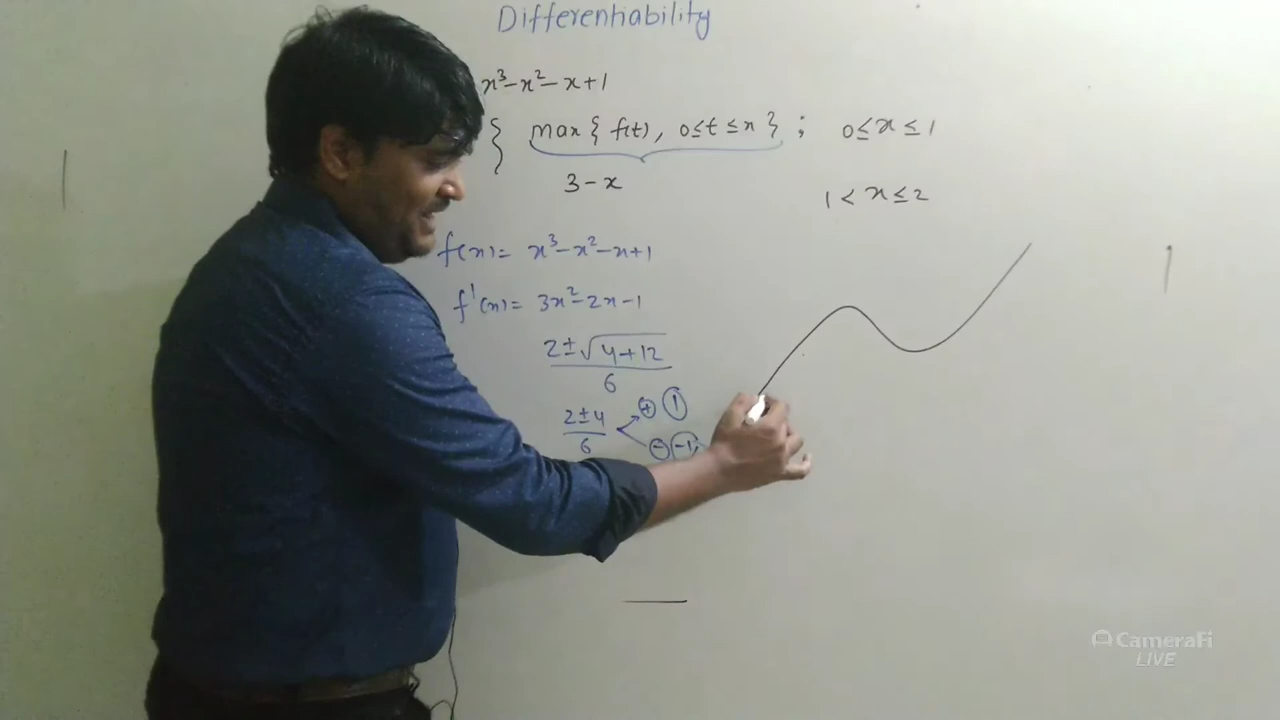 Differentiability
x³-x²-x+1
{ max { f(t), 0≤t≤x } ; 0≤x≤1
3-x 1<x≤2
f(x)= x³-x²-x+1
f'(x)= 3x²-2x-1
2±√4+12
6
2±4
6
+ 1
- -1
CameraFi
LIVE